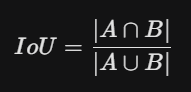 IoU = |A ∩ B| / |A ∪ B|